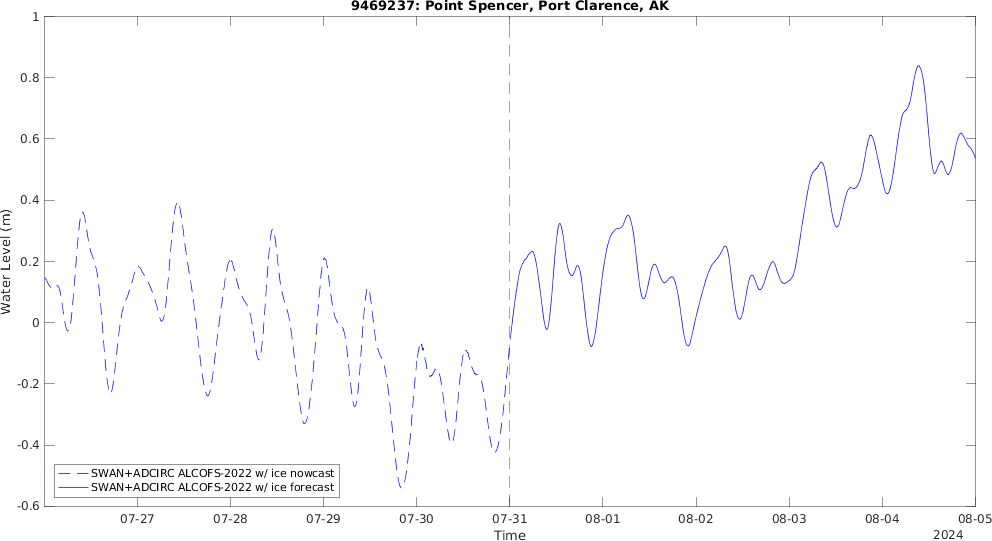 9469237: Point Spencer, Port Clarence, AK
1
0.8
0.6
0.4
0.2
0
-0.2
-0.4
-0.6
Water Level (m)
SWAN+ADCIRC ALCOFS-2022 w/ ice nowcast
SWAN+ADCIRC ALCOFS-2022 w/ ice forecast
07-27 07-28 07-29 07-30 07-31 08-01 08-02 08-03 08-04 08-05
Time
2024